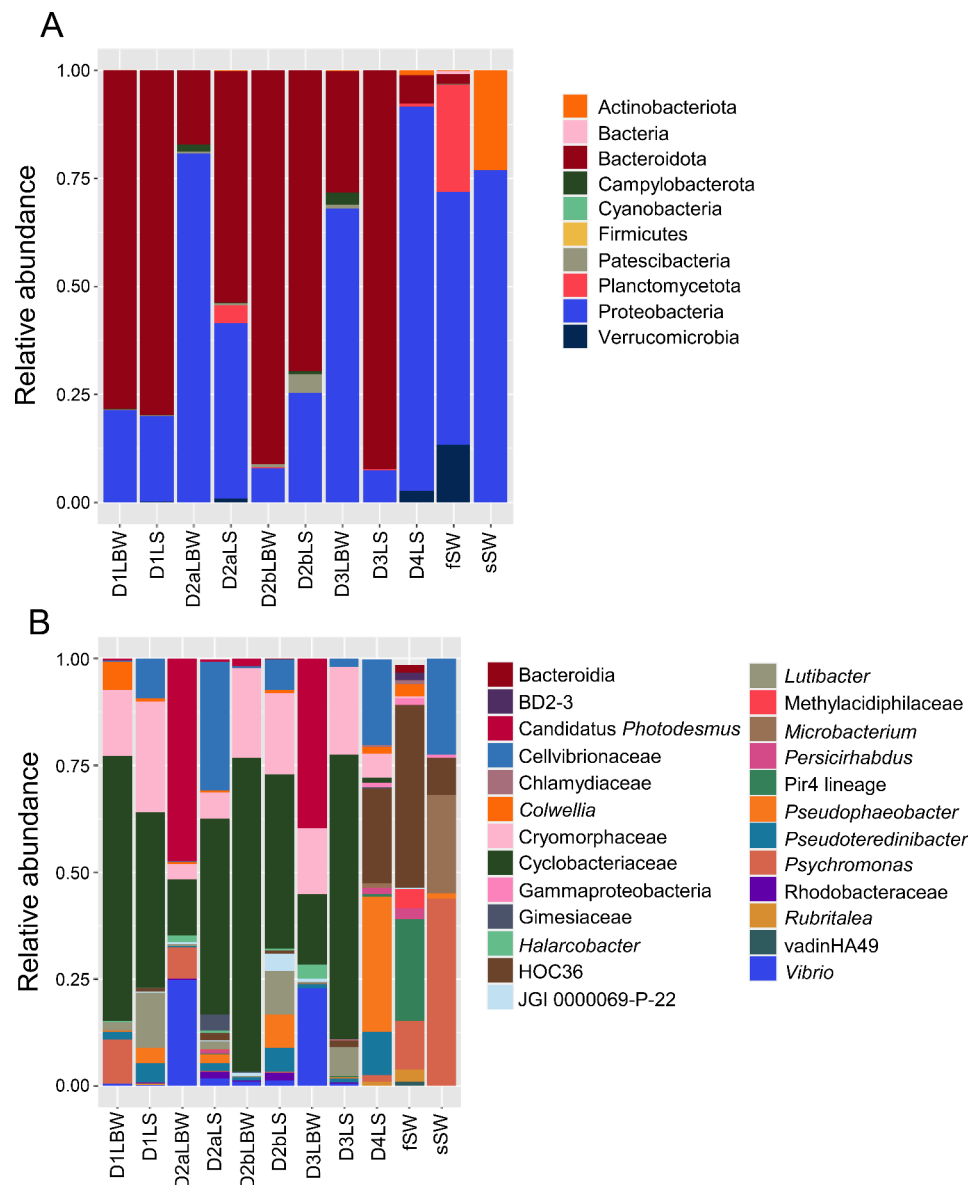 A
Relative abundance
1.00
0.75
0.50
0.25
0.00
D1LBW
D1LS
D2aLBW
D2aLS
D2bLBW
D2bLS
D3LBW
D3LS
D4LS
fSW
sSW
Actinobacteriota
Bacteria
Bacteroidota
Campylobacterota
Cyanobacteria
Firmicutes
Patescibacteria
Planctomycetota
Proteobacteria
Verrucomicrobia
B
Relative abundance
1.00
0.75
0.50
0.25
0.00
D1LBW
D1LS
D2aLBW
D2aLS
D2bLBW
D2bLS
D3LBW
D3LS
D4LS
fSW
sSW
Bacteroidia
BD2-3
Candidatus Photodesmus
Cellvibrionaceae
Chlamydiaceae
Colwellia
Cryomorphaceae
Cyclobacteriaceae
Gammaproteobacteria
Gimesiaceae
Halarcobacter
HOC36
JGI 0000069-P-22
Lutibacter
Methylacidiphilaceae
Microbacterium
Persicirhabdus
Pir4 lineage
Pseudophaeobacter
Pseudoteredinibacter
Psychromonas
Rhodobacteraceae
Rubritalea
vadinHA49
Vibrio